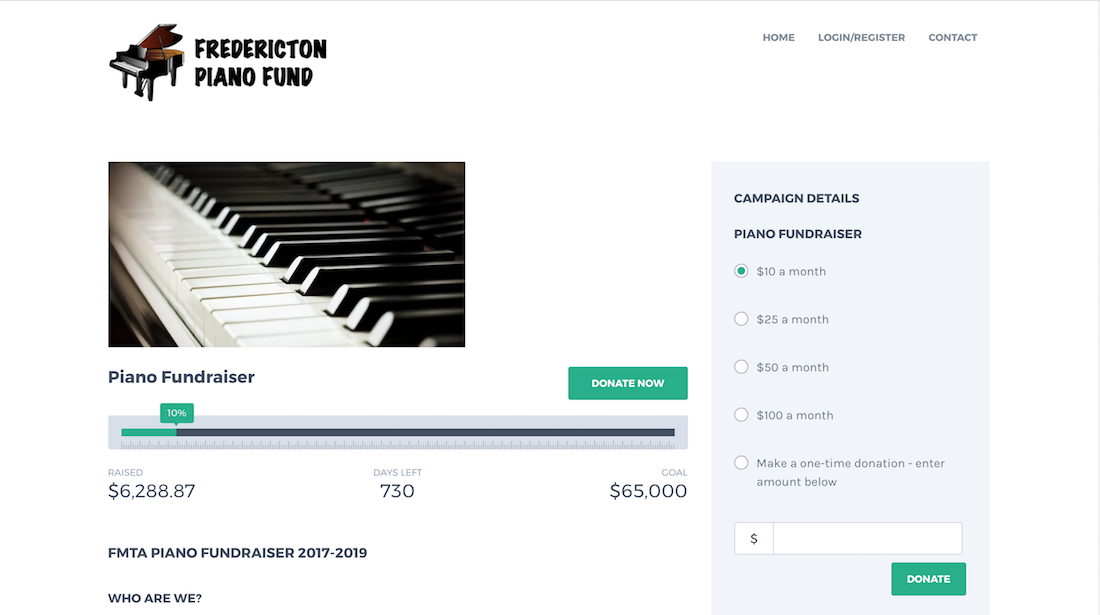 FREDERICTON
PIANO FUND
HOME LOGIN/REGISTER CONTACT
Piano Fundraiser
DONATE NOW
10%
RAISED DAYS LEFT GOAL
$6,288.87 730 $65,000
FMTA PIANO FUNDRAISER 2017-2019
WHO ARE WE?
CAMPAIGN DETAILS
PIANO FUNDRAISER
$10 a month
$25 a month
$50 a month
$100 a month
Make a one-time donation - enter
amount below
$
DONATE